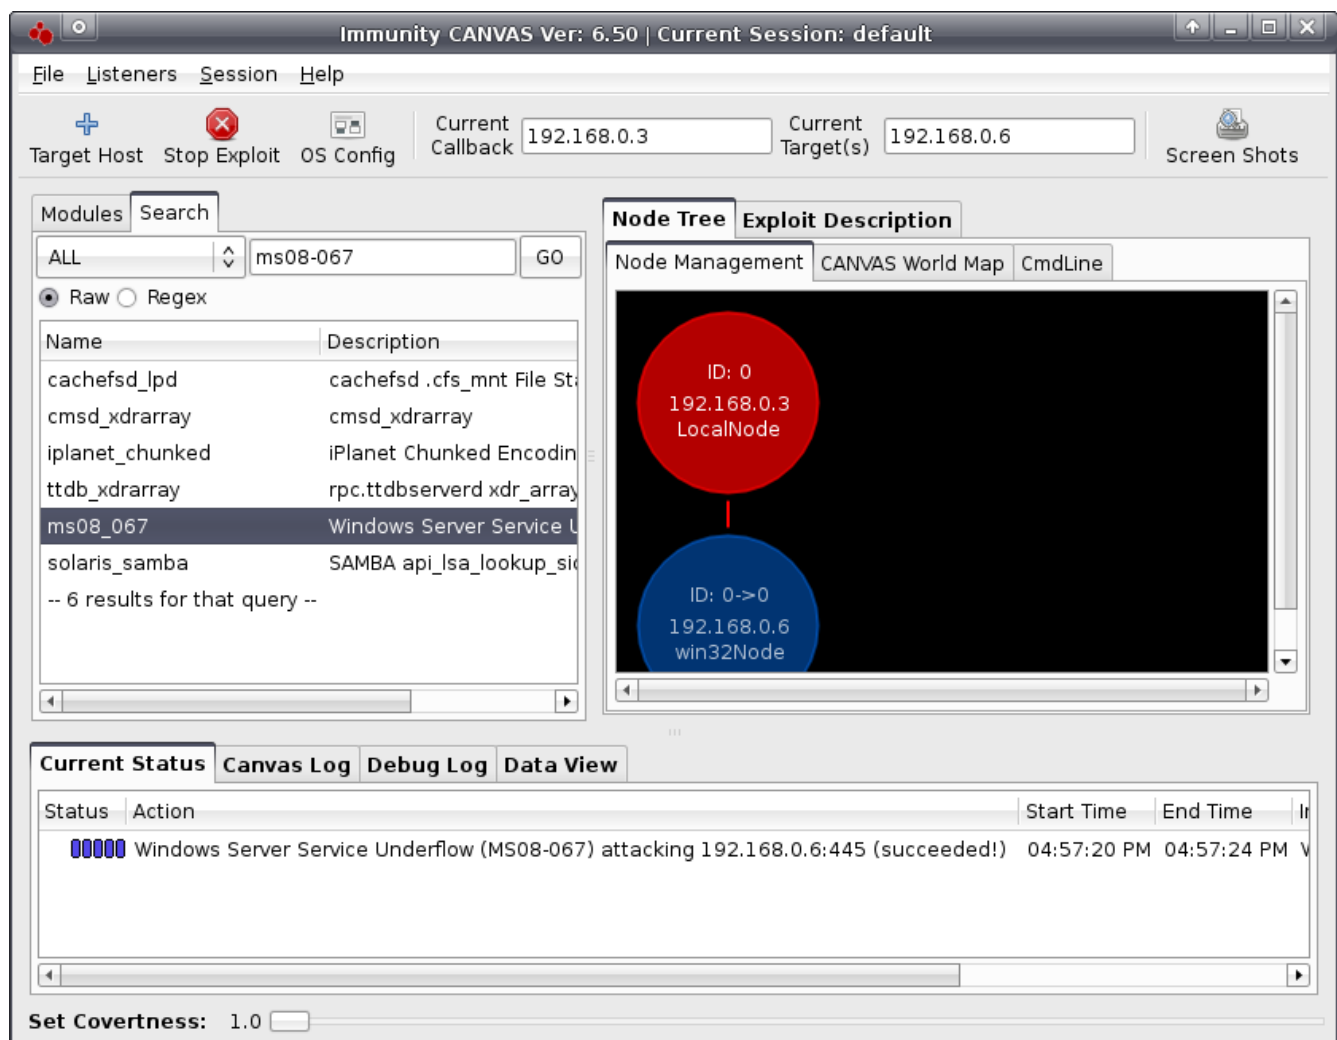 Immunity CANVAS Ver: 6.50 | Current Session: default
File Listeners Session Help
Target Host Stop Exploit OS Config Current Callback 192.168.0.3 Current Target(s) 192.168.0.6 Screen Shots
Modules Search
ALL ms08-067 GO
Raw Regex
Name Description
cachefsd_lpd cachefsd .cfs_mnt File
cmsd_xdrarray cmsd_xdrarray
iplanet_chunked iPlanet Chunked
ttdb_xdrarray rpc.ttdbserverd xdr_array
ms08_067 Windows Server Service
solaris_samba SAMBA
-- 6 results for that query --
Node Tree Exploit Description
Node Management CANVAS World Map CmdLine
ID: 0
192.168.0.3
LocalNode
ID: 0->0
192.168.0.6
win32Node
Current Status Canvas Log Debug Log Data View
Status Action Start Time End Time
Windows Server Service Underflow (MS08-067) attacking 192.168.0.6:445 (succeeded!) 04:57:20 PM 04:57:24 PM
Set Covertness: 1.0